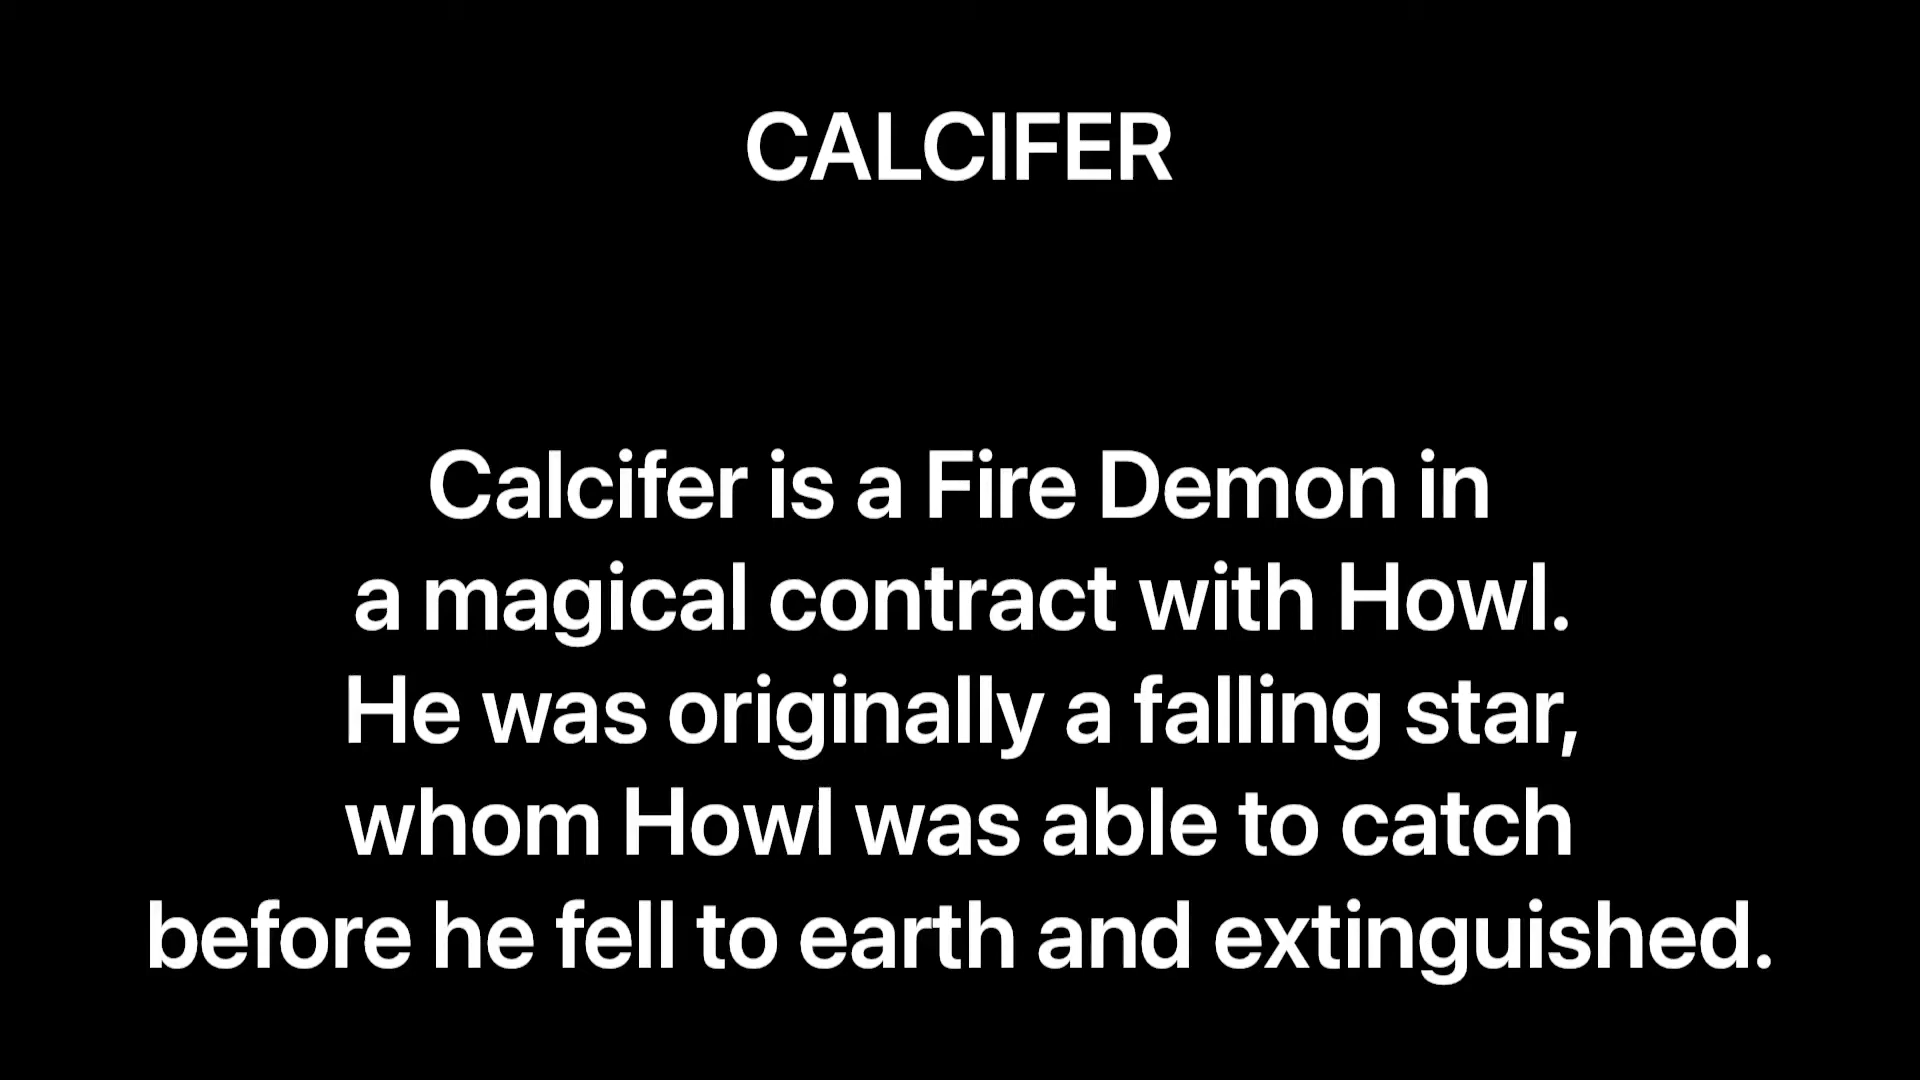 CALCIFER
Calcifer is a Fire Demon in
a magical contract with Howl.
He was originally a falling star,
whom Howl was able to catch
before he fell to earth and extinguished.